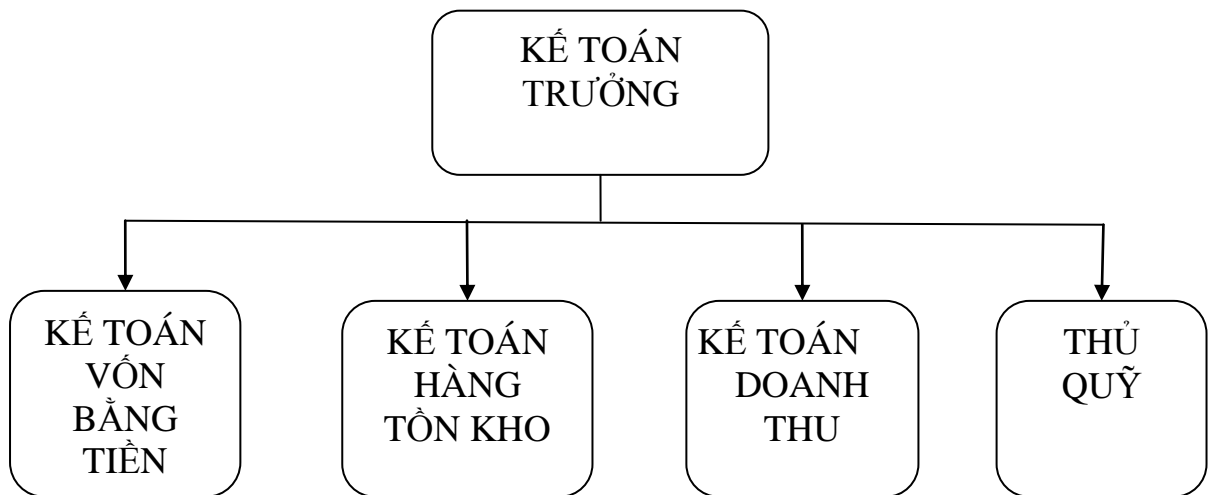 KẾ TOÁN
TRƯỞNG
KẾ TOÁN
VỐN
BẰNG
TIỀN
KẾ TOÁN
HÀNG
TỒN KHO
KẾ TOÁN
DOANH
THU
THỦ
QUỸ